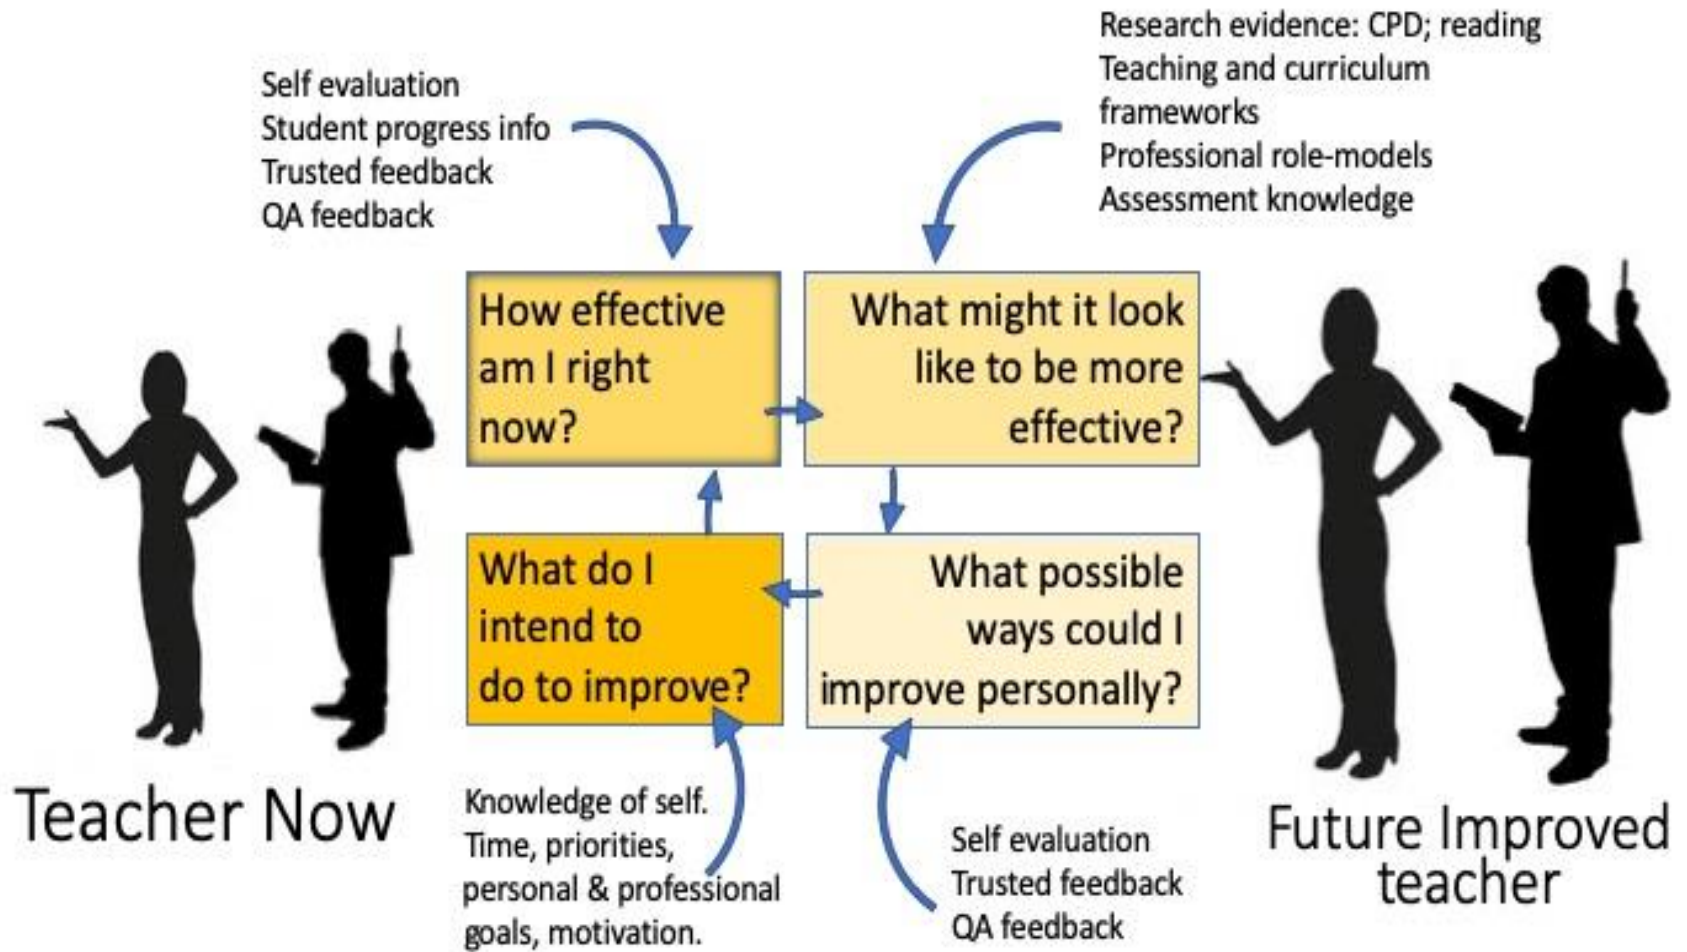 Self evaluation
Student progress info
Trusted feedback
QA feedback
Research evidence: CPD; reading
Teaching and curriculum
frameworks
Professional role-models
Assessment knowledge
How effective
am I right
now?
What might it look
like to be more
effective?
What do I
intend to
do to improve?
What possible
ways could I
improve personally?
Teacher Now
Knowledge of self.
Time, priorities,
personal & professional
goals, motivation.
Self evaluation
Trusted feedback
QA feedback
Future Improved
teacher